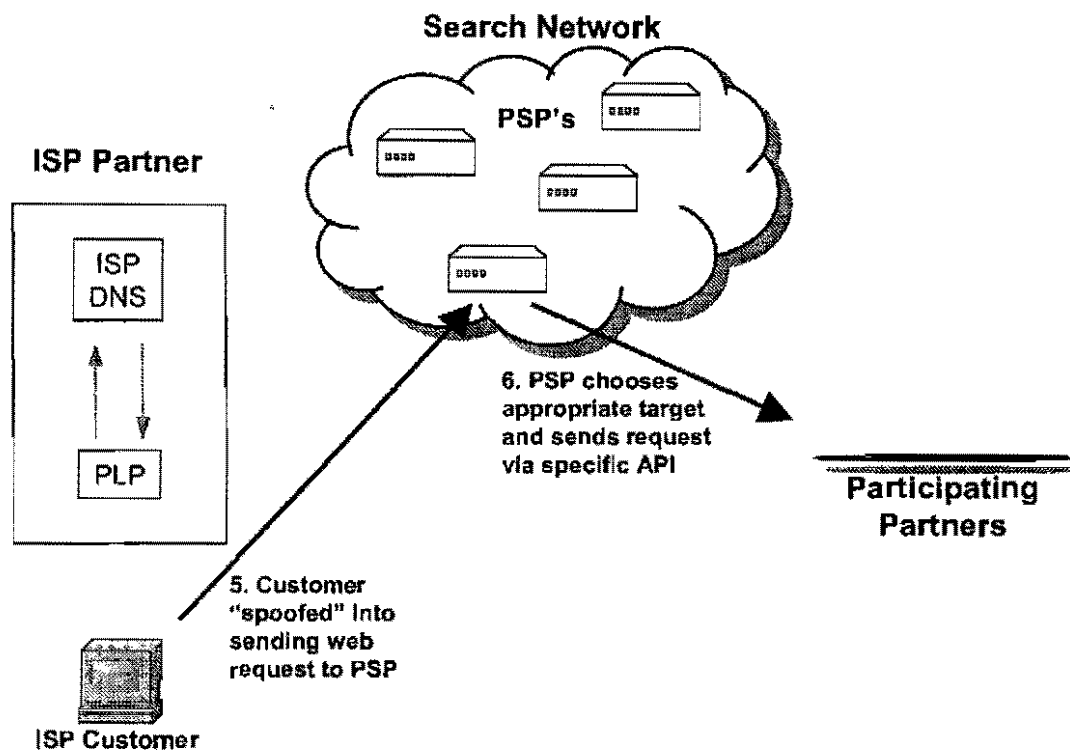 Search Network
PSP's
ISP Partner
ISP
DNS
PLP
6. PSP chooses
appropriate target
and sends request
via specific API
Participating
Partners
5. Customer
"spoofed" into
sending web
request to PSP
ISP Customer